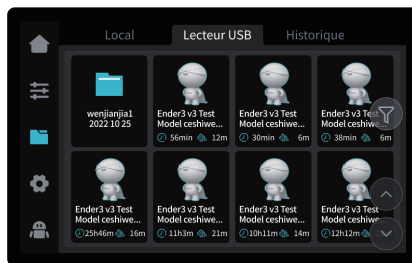 Local
Lecteur USB
Historique
wenjianjia1
2022 10 25
Ender3 v3 Test
Model ceshiwe...
56min 12m
Ender3 v3 Test
Model ceshiwe...
30min 6m
Ender3 v3 Test
Model ceshiwe...
38min 6m
Ender3 v3 Test
Model ceshiwe...
25h46m 16m
Ender3 v3 Test
Model ceshiwe...
11h3m 21m
Ender3 v3 Test
Model ceshiwe...
10h11m 14m
Ender3 v3 Test
Model ceshiwe...
12h12m